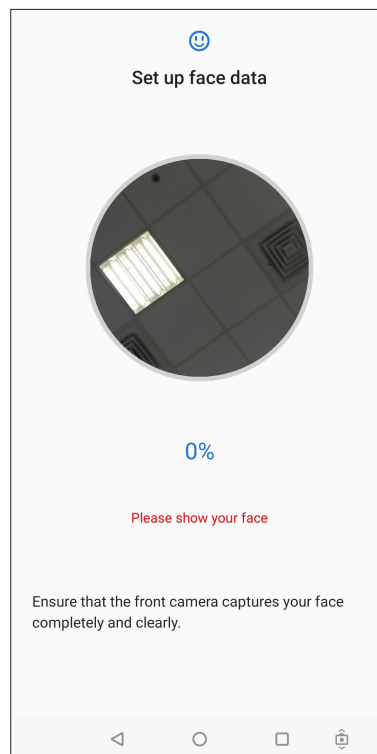 Set up face data
0%
Please show your face
Ensure that the front camera captures your face
completely and clearly.